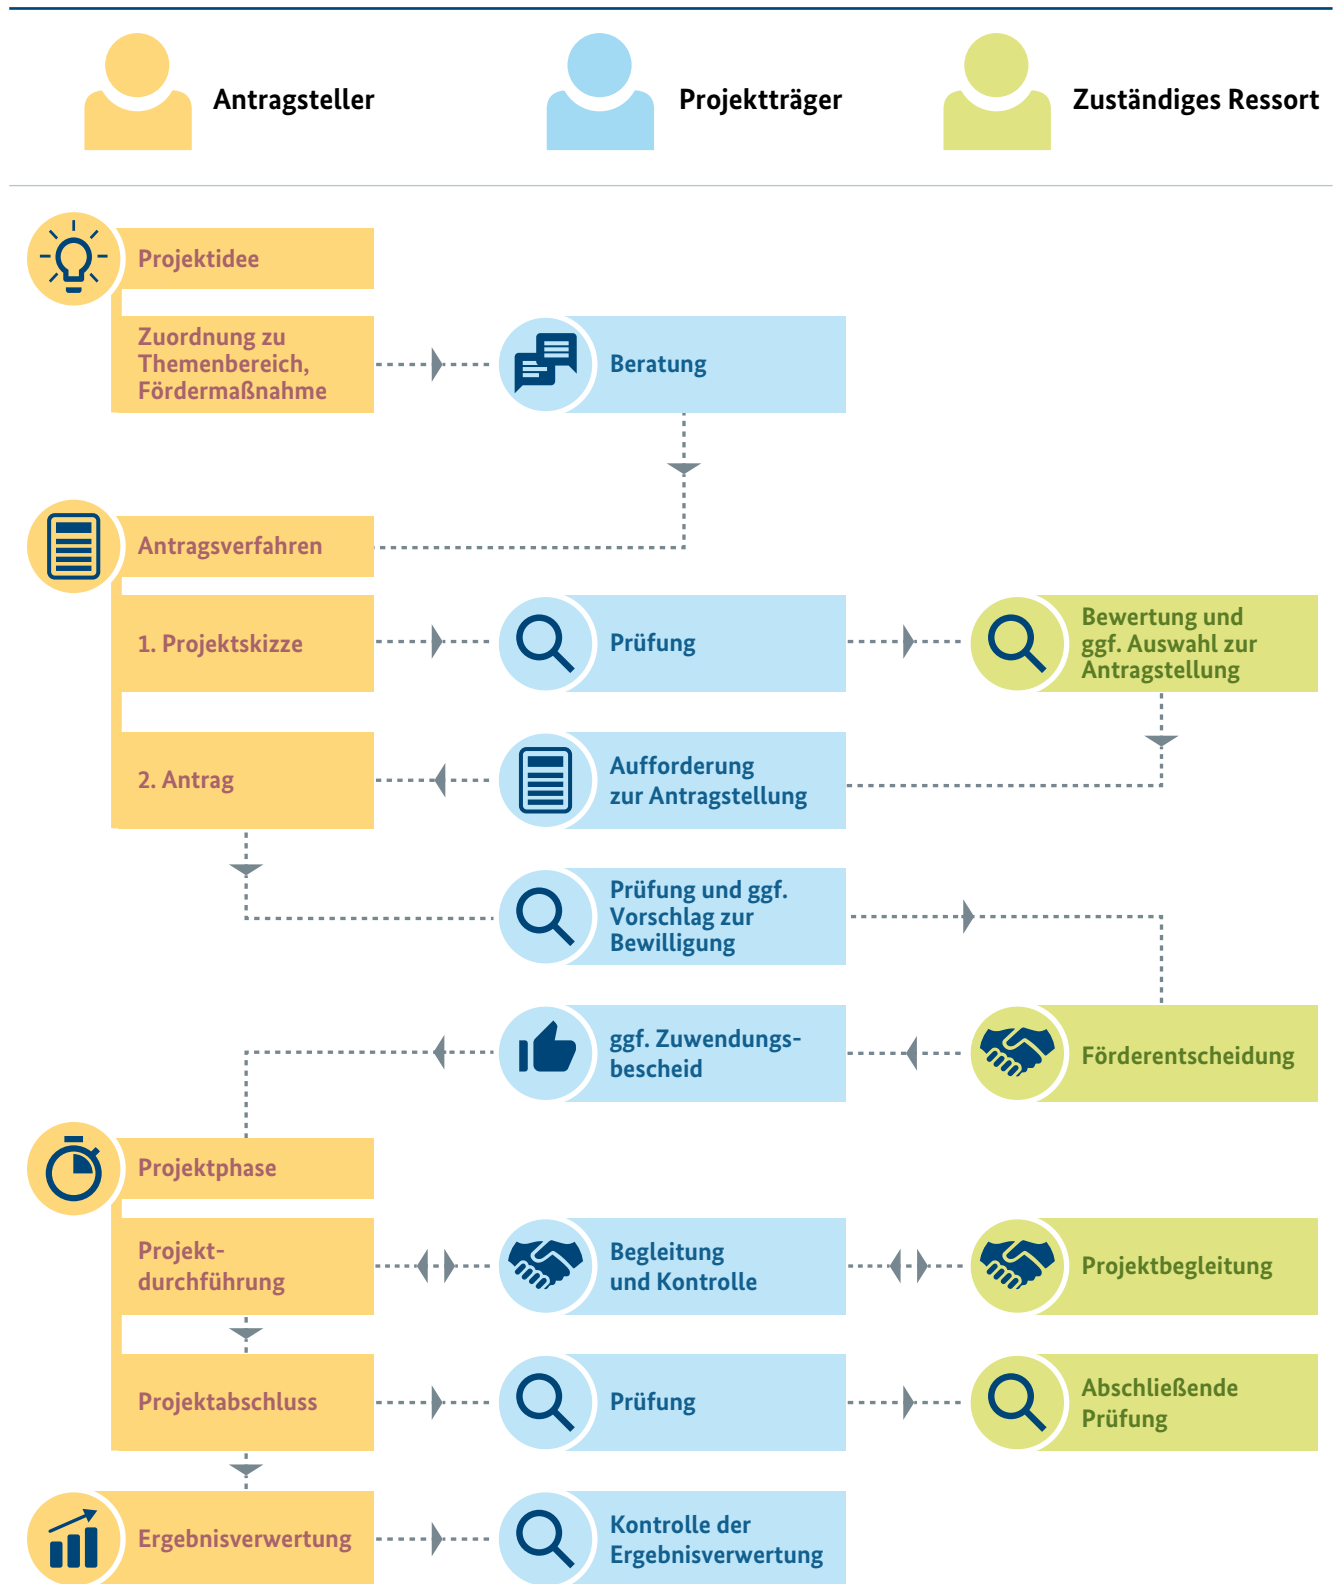 Antragsteller
Projektträger
Zuständiges Ressort
Projektidee
Zuordnung zu
Themenbereich,
Fördermaßnahme
Beratung
Antragsverfahren
1. Projektskizze
Prüfung
Bewertung und
ggf. Auswahl zur
Antragstellung
2. Antrag
Aufforderung
zur Antragstellung
Prüfung und ggf.
Vorschlag zur
Bewilligung
ggf. Zuwendungs-
bescheid
Förderentscheidung
Projektphase
Projekt-
durchführung
Begleitung
und Kontrolle
Projektbegleitung
Projektabschluss
Prüfung
Abschließende
Prüfung
Ergebnisverwertung
Kontrolle der
Ergebnisverwertung